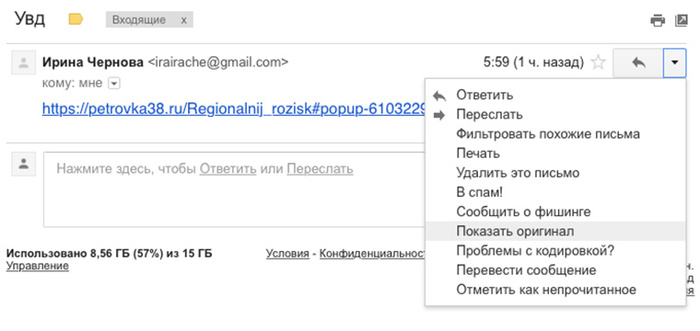 Увд Входящие x
Ирина Чернова <irairache@gmail.com> 5:59 (1 ч. назад)
кому: мне
https://petrovka38.ru/Regionalnij_rozisk#popup-6103229
Ответить
Переслать
Фильтровать похожие письма
Печать
Удалить это письмо
В спам!
Сообщить о фишинге
Показать оригинал
Проблемы с кодировкой?
Перевести сообщение
Отметить как непрочитанное
Нажмите здесь, чтобы Ответить или Переслать
Использовано 8,56 ГБ (57%) из 15 ГБ
Управление
Условия - Конфиденциальност